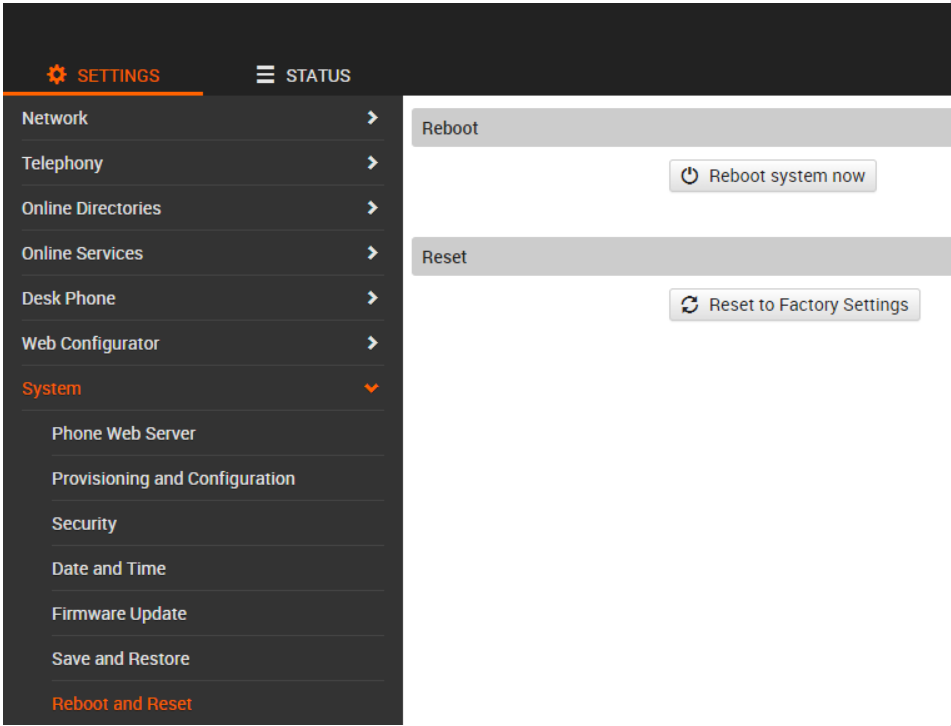 SETTINGS
STATUS
Network
Telephony
Online Directories
Online Services
Desk Phone
Web Configurator
System
Phone Web Server
Provisioning and Configuration
Security
Date and Time
Firmware Update
Save and Restore
Reboot and Reset
Reboot
Reboot system now
Reset
Reset to Factory Settings